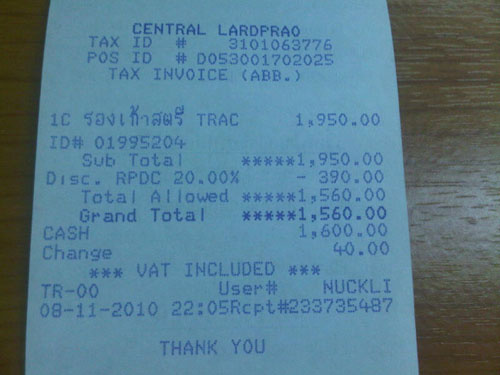 CENTRAL LARDPRAO
TAX ID # 3101063776
POS ID # D053001702025
TAX INVOICE (ABB.)
1C รองเท้าสตรี TRAC 1,950.00
ID# 01995204
Sub Total *****1,950.00
Disc. RPDC 20.00% - 390.00
Total Allowed *****1,560.00
Grand Total *****1,560.00
CASH 1,600.00
Change 40.00
*** VAT INCLUDED ***
TR-00 User# NUCKLI
08-11-2010 22:05Rcpt#233735487
THANK YOU